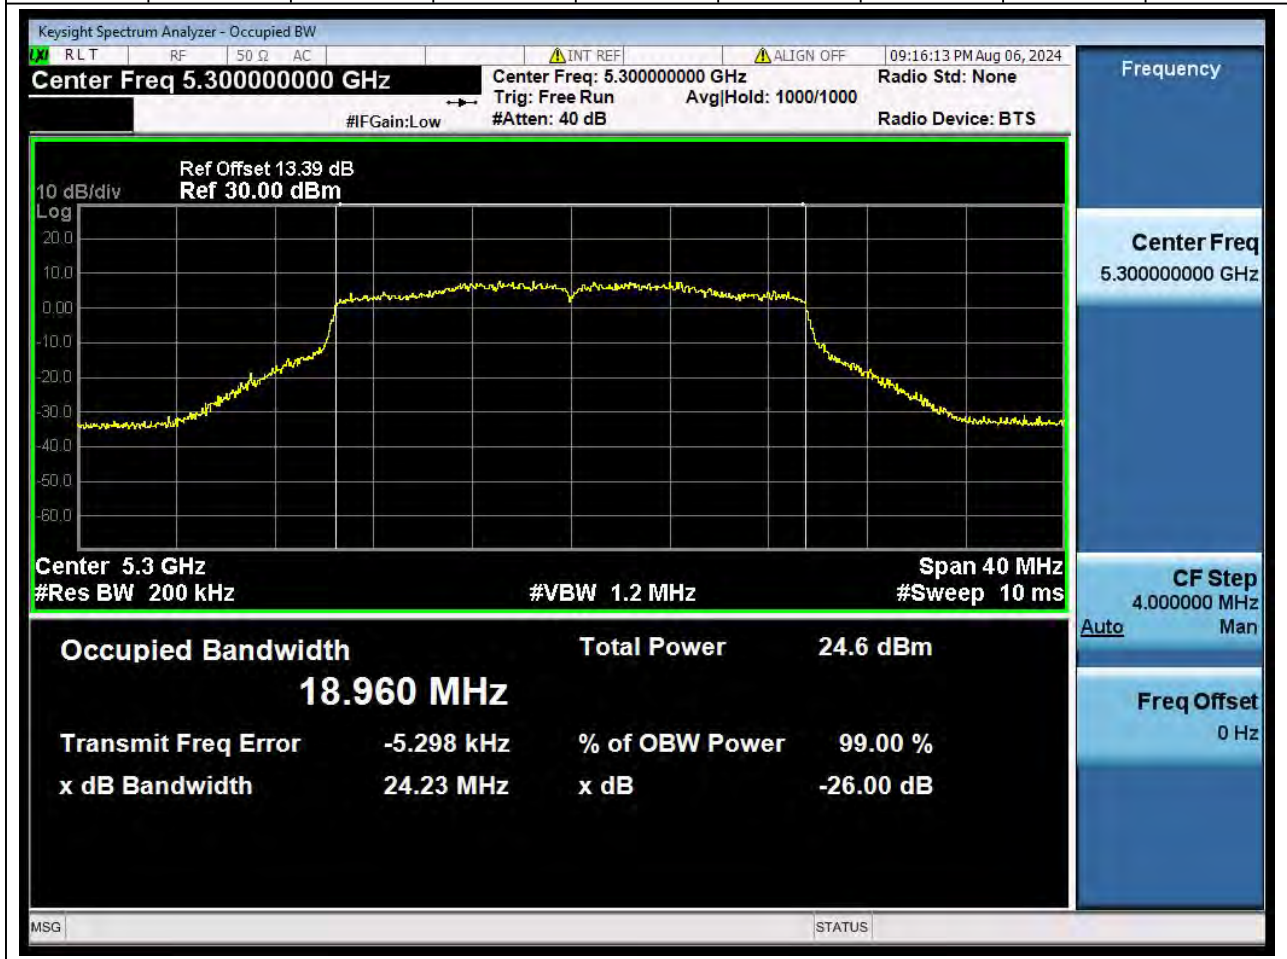 Keysight Spectrum Analyzer - Occupied BW
LXI RLT RF 50 Ω AC INT REF ALIGN OFF 09:16:13 PM Aug 06, 2024
Center Freq 5.300000000 GHz
Center Freq: 5.300000000 GHz
Radio Std: None
Trig: Free Run Avg|Hold: 1000/1000
#IFGain:Low
#Atten: 40 dB
Radio Device: BTS
Frequency
Ref Offset 13.39 dB
10 dB/div Ref 30.00 dBm
Log
20.0
10.0
0.00
-10.0
-20.0
-30.0
-40.0
-50.0
-60.0
Center 5.3 GHz Span 40 MHz
#Res BW 200 kHz #VBW 1.2 MHz #Sweep 10 ms
Occupied Bandwidth Total Power 24.6 dBm
18.960 MHz
Transmit Freq Error -5.298 kHz % of OBW Power 99.00 %
x dB Bandwidth 24.23 MHz x dB -26.00 dB
Center Freq
5.300000000 GHz
CF Step
4.000000 MHz
Auto Man
Freq Offset
0 Hz
MSG STATUS